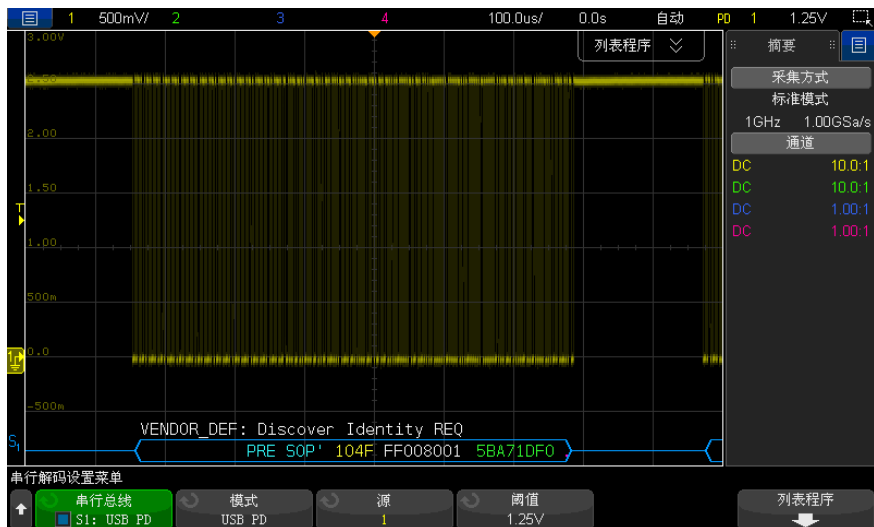 1 500mV/ 2 3 4 100.0us/ 0.0s 自动 PD 1 1.25V
3.00V
列表程序
摘要
2.50
采集方式
标准模式
1GHz 1.00GSa/s
2.00
通道
DC 10.0:1
DC 10.0:1
DC 1.00:1
DC 1.00:1
1.50
T
1.00
500m
0.0
-500m
VENDOR_DEF: Discover Identity REQ
S1
PRE SOP' 104F FF008001 5BA71DF0
串行解码设置菜单
串行总线
S1: USB PD
模式
USB PD
源
1
阈值
1.25V
列表程序